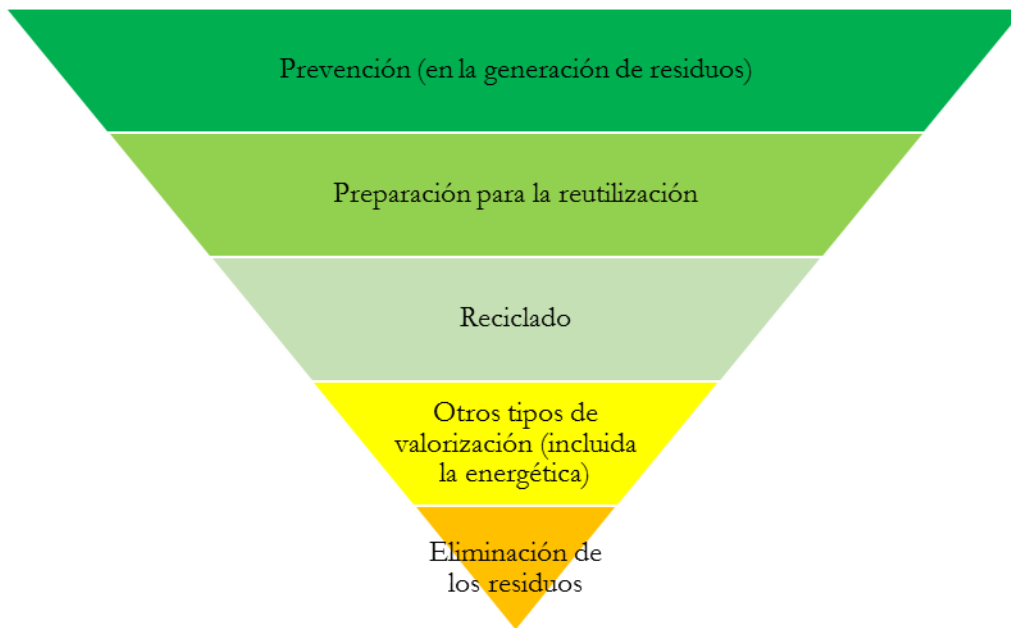 Prevención (en la generación de residuos)
Preparación para la reutilización
Reciclado
Otros tipos de
valorización (incluida
la energética)
Eliminación de
los residuos